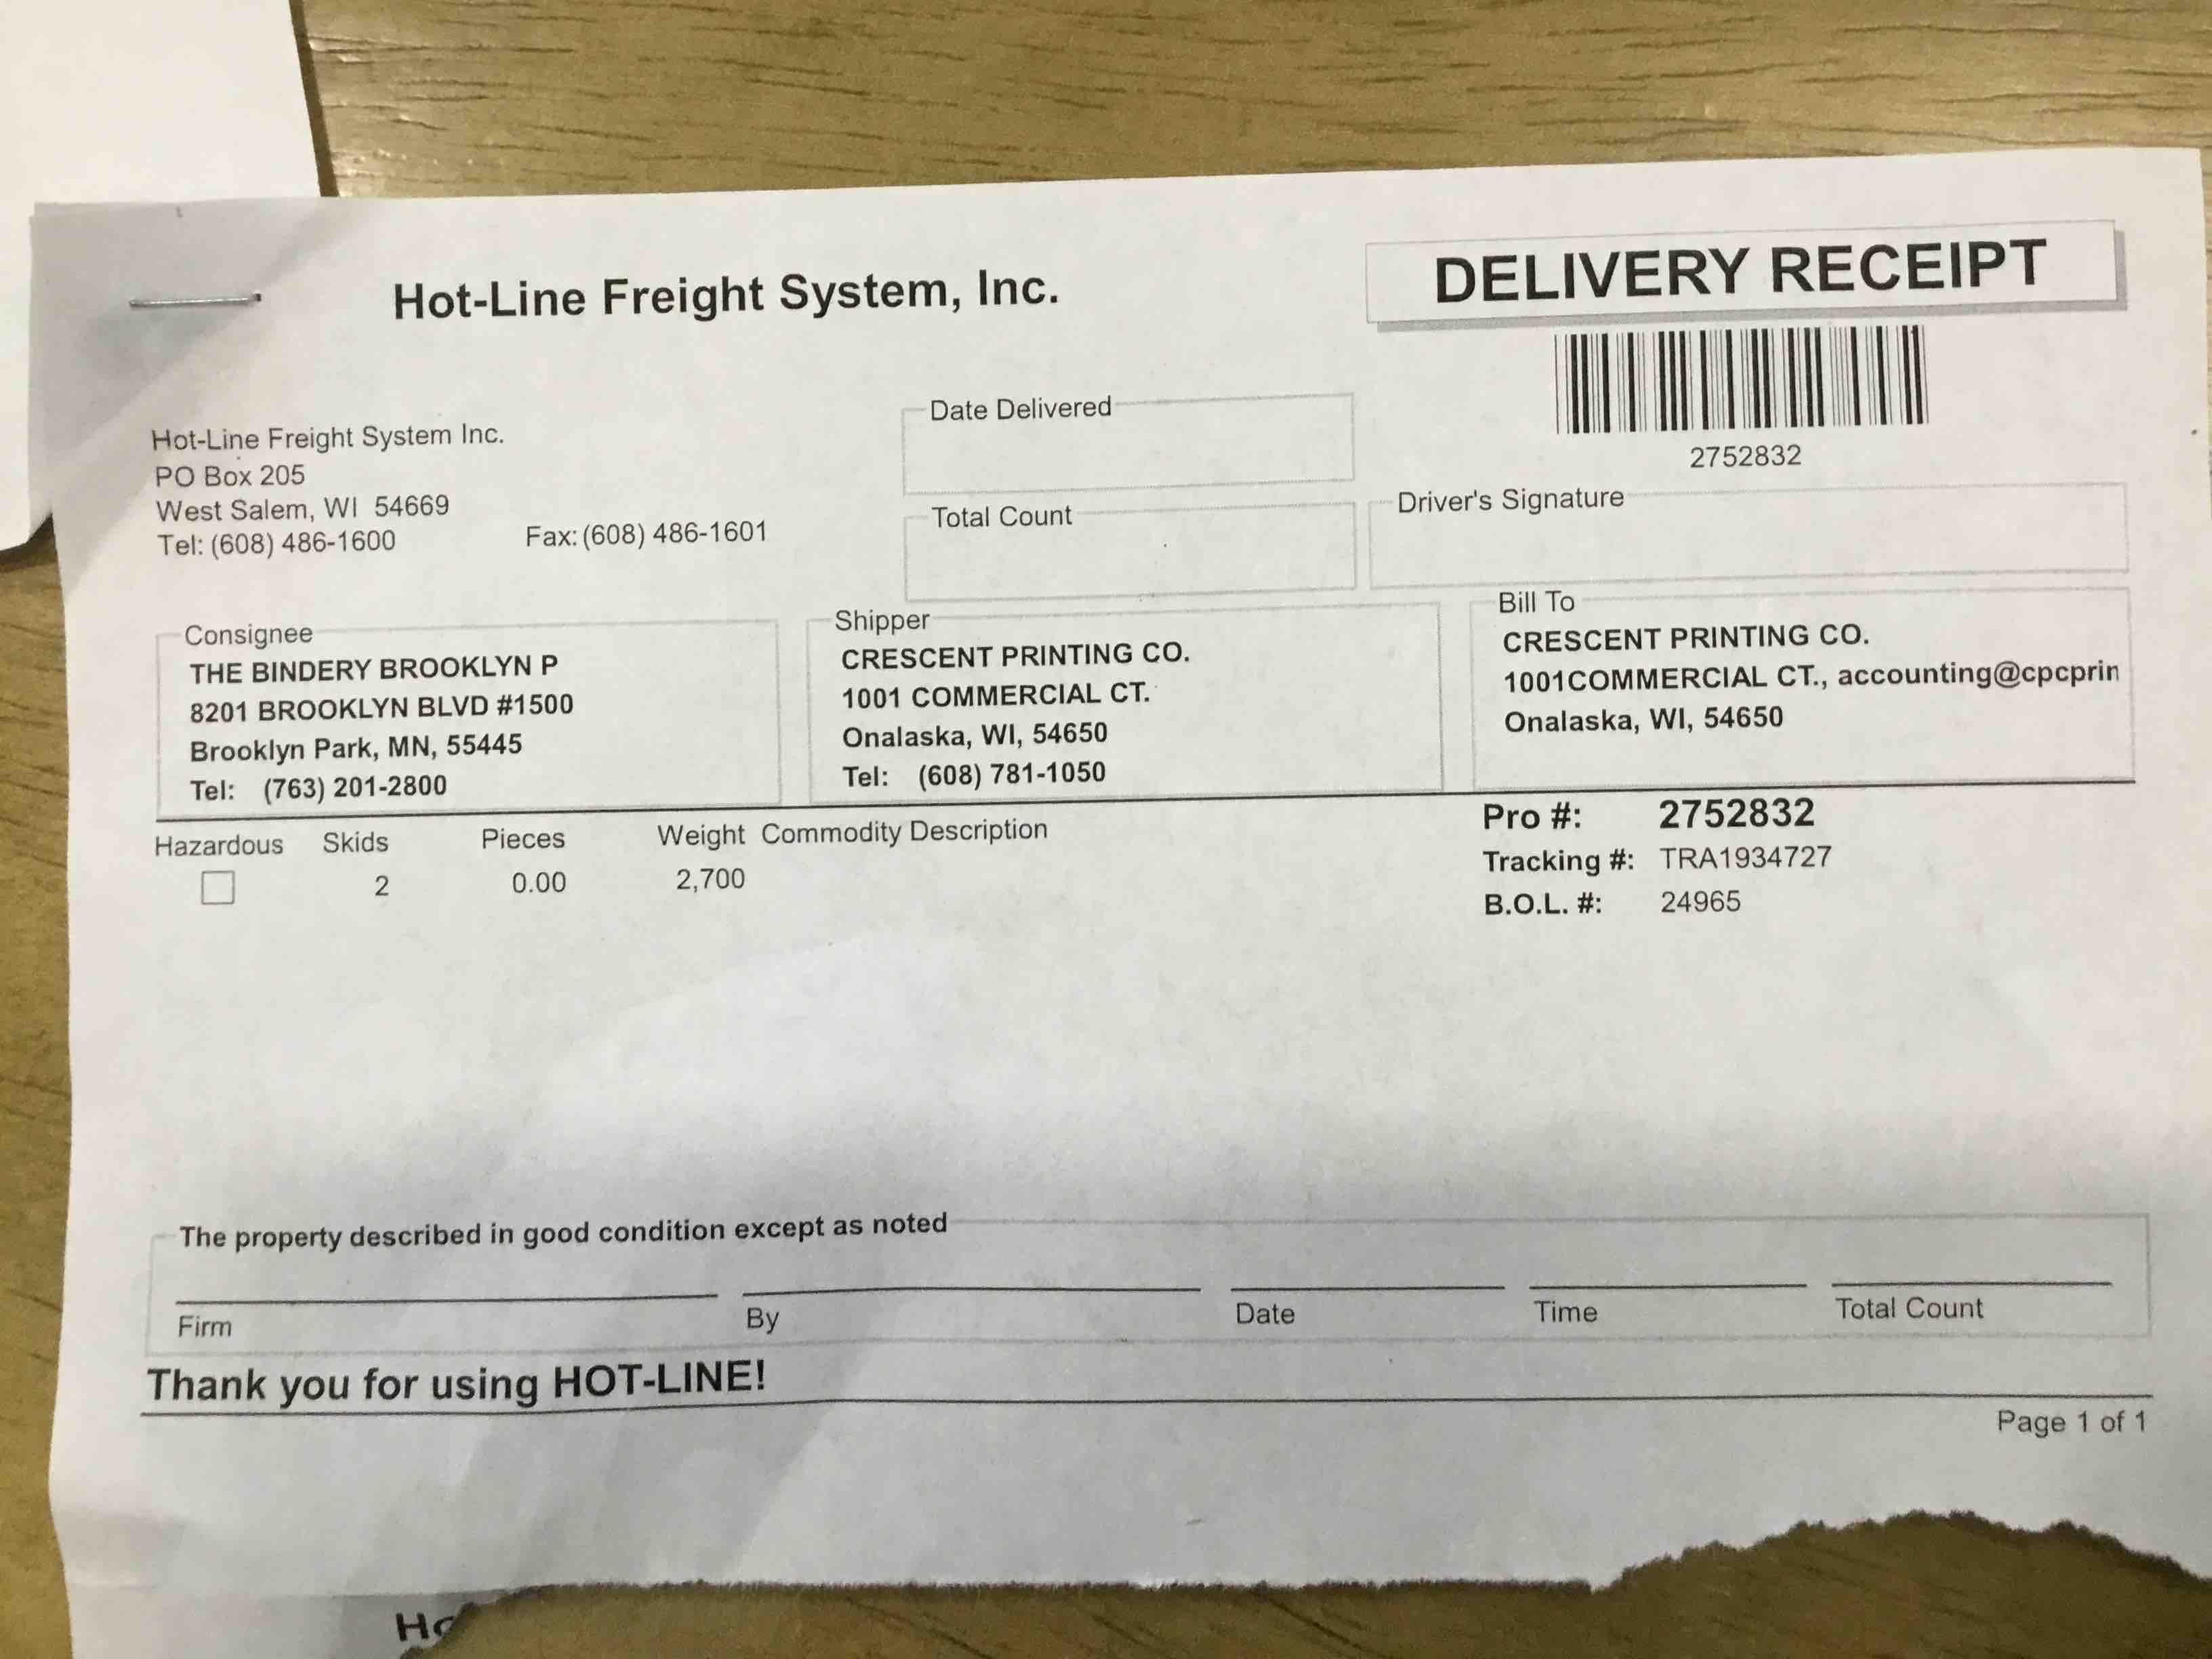 Hot-Line Freight System, Inc.
DELIVERY RECEIPT
2752832
Hot-Line Freight System Inc.
PO Box 205
West Salem, WI 54669
Tel: (608) 486-1600 Fax: (608) 486-1601
Date Delivered
Total Count
Driver's Signature
Consignee
THE BINDERY BROOKLYN P
8201 BROOKLYN BLVD #1500
Brooklyn Park, MN, 55445
Tel: (763) 201-2800
Shipper
CRESCENT PRINTING CO.
1001 COMMERCIAL CT.
Onalaska, WI, 54650
Tel: (608) 781-1050
Bill To
CRESCENT PRINTING CO.
1001COMMERCIAL CT., accounting@cpcprin
Onalaska, WI, 54650
Hazardous Skids Pieces Weight Commodity Description
2 0.00 2,700
Pro #: 2752832
Tracking #: TRA1934727
B.O.L. #: 24965
The property described in good condition except as noted
Firm By Date Time Total Count
Thank you for using HOT-LINE!
Page 1 of 1
Ho